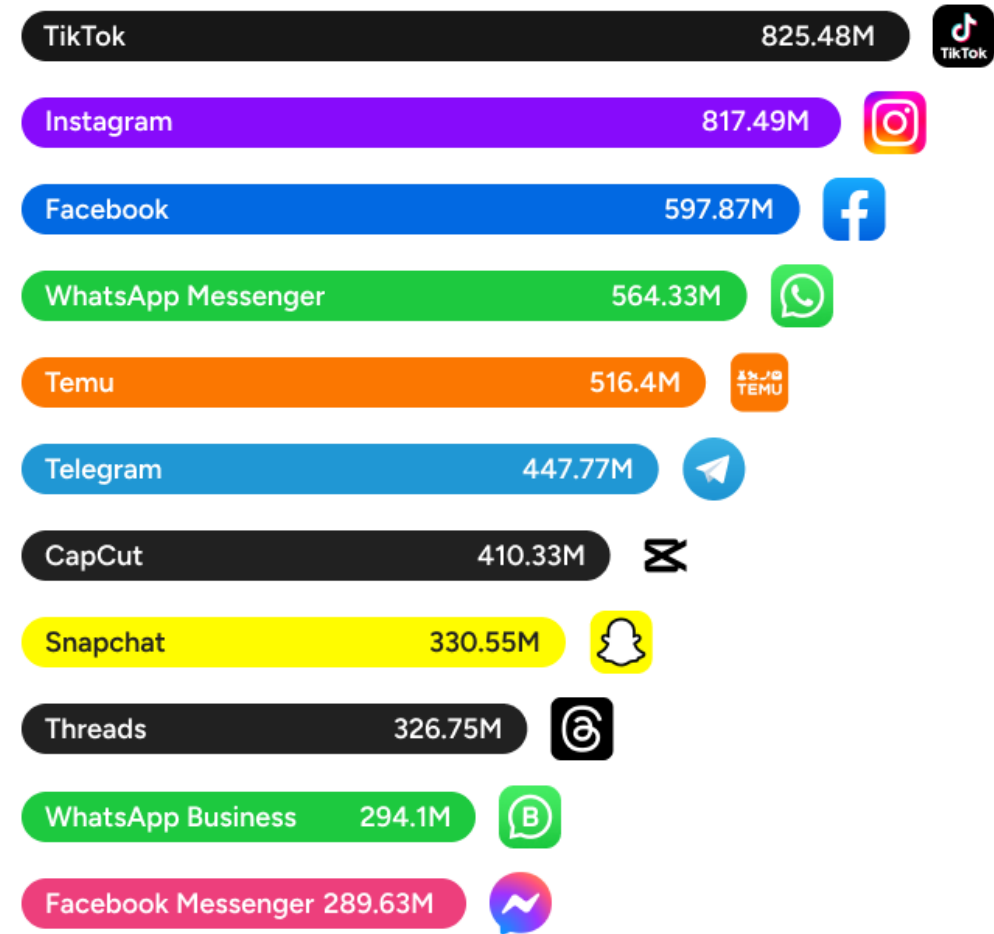 TikTok 825.48M
TikTok
Instagram 817.49M
Facebook 597.87M
WhatsApp Messenger 564.33M
Temu 516.4M
TEMU
Telegram 447.77M
CapCut 410.33M
Snapchat 330.55M
Threads 326.75M
WhatsApp Business 294.1M
B
Facebook Messenger 289.63M